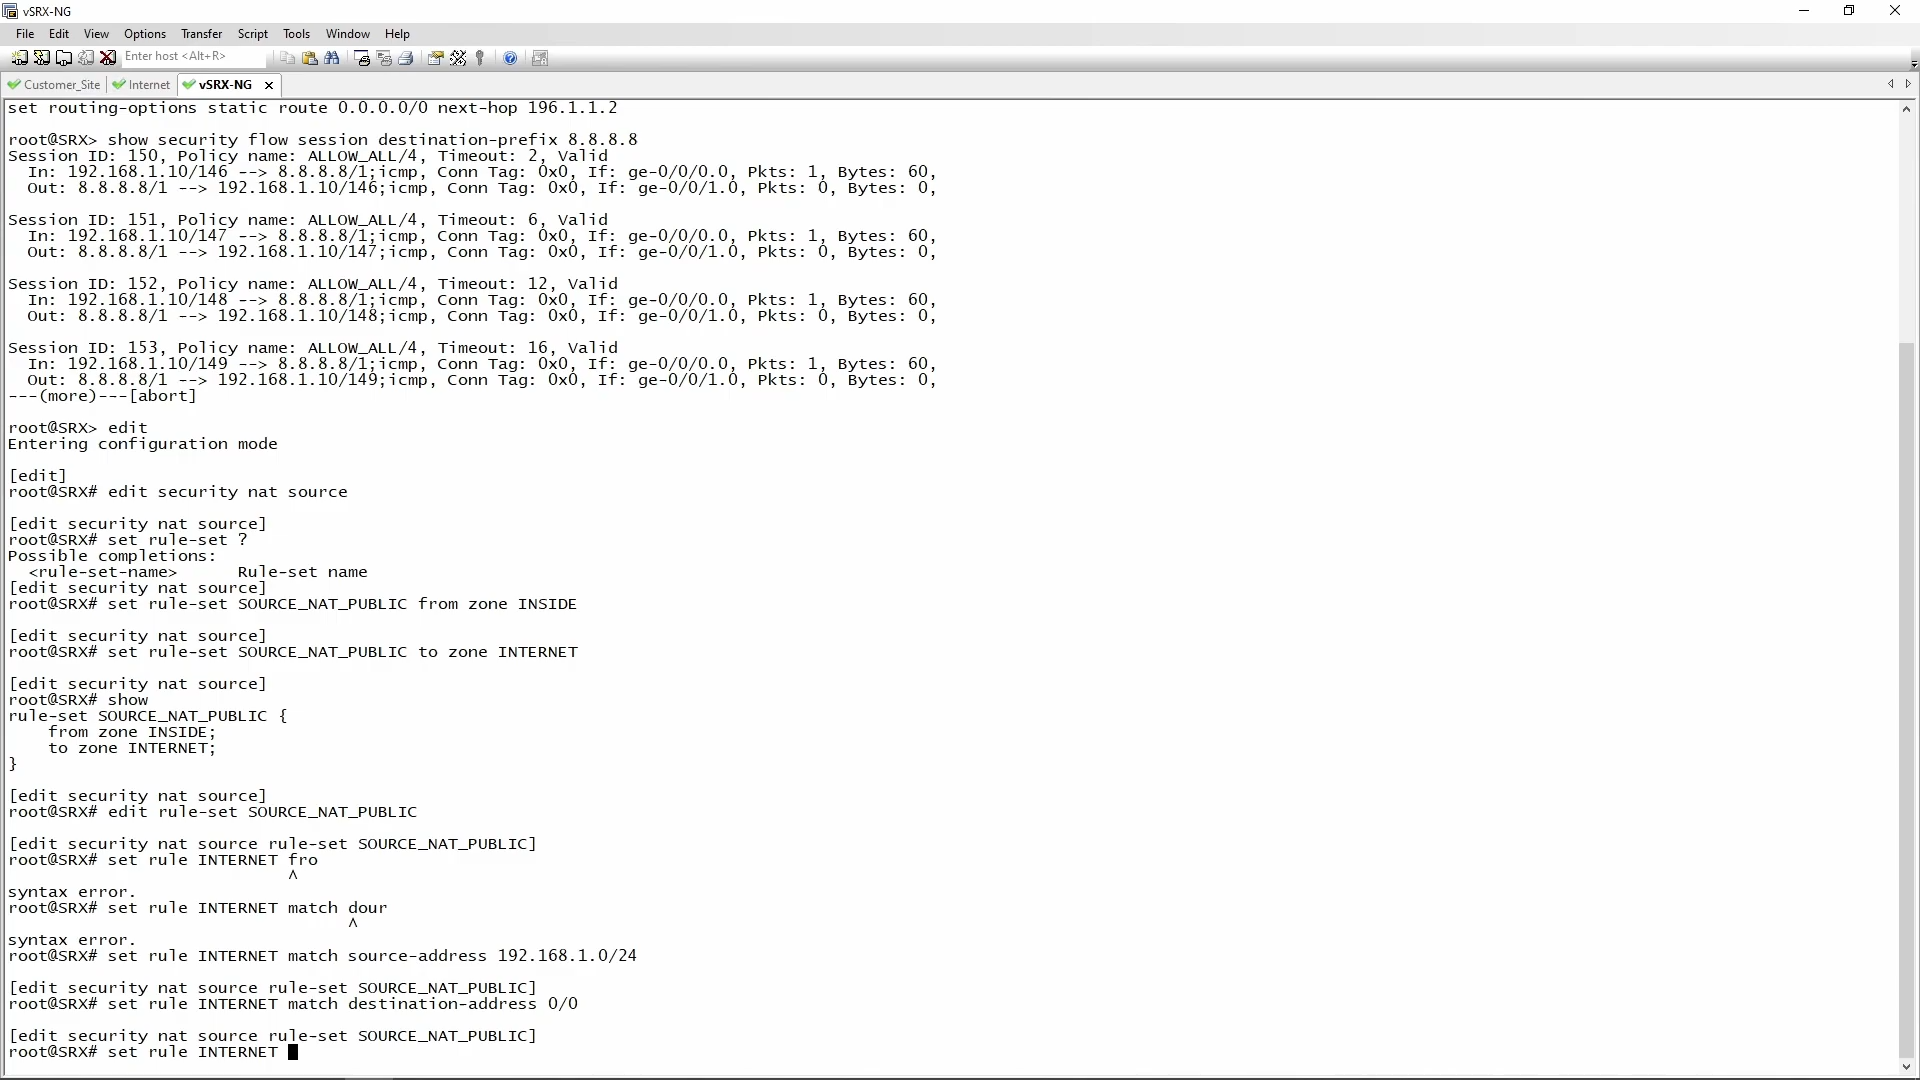 vSRX-NG
File Edit View Options Transfer Script Tools Window Help
Enter host <Alt+R>
Customer_Site Internet vSRX-NG
set routing-options static route 0.0.0.0/0 next-hop 196.1.1.2
root@SRX> show security flow session destination-prefix 8.8.8.8
Session ID: 150, Policy name: ALLOW_ALL/4, Timeout: 2, Valid
  In: 192.168.1.10/146 --> 8.8.8.8/1;icmp, Conn Tag: 0x0, If: ge-0/0/0.0, Pkts: 1, Bytes: 60,
  Out: 8.8.8.8/1 --> 192.168.1.10/146;icmp, Conn Tag: 0x0, If: ge-0/0/1.0, Pkts: 0, Bytes: 0,
Session ID: 151, Policy name: ALLOW_ALL/4, Timeout: 6, Valid
  In: 192.168.1.10/147 --> 8.8.8.8/1;icmp, Conn Tag: 0x0, If: ge-0/0/0.0, Pkts: 1, Bytes: 60,
  Out: 8.8.8.8/1 --> 192.168.1.10/147;icmp, Conn Tag: 0x0, If: ge-0/0/1.0, Pkts: 0, Bytes: 0,
Session ID: 152, Policy name: ALLOW_ALL/4, Timeout: 12, Valid
  In: 192.168.1.10/148 --> 8.8.8.8/1;icmp, Conn Tag: 0x0, If: ge-0/0/0.0, Pkts: 1, Bytes: 60,
  Out: 8.8.8.8/1 --> 192.168.1.10/148;icmp, Conn Tag: 0x0, If: ge-0/0/1.0, Pkts: 0, Bytes: 0,
Session ID: 153, Policy name: ALLOW_ALL/4, Timeout: 16, Valid
  In: 192.168.1.10/149 --> 8.8.8.8/1;icmp, Conn Tag: 0x0, If: ge-0/0/0.0, Pkts: 1, Bytes: 60,
  Out: 8.8.8.8/1 --> 192.168.1.10/149;icmp, Conn Tag: 0x0, If: ge-0/0/1.0, Pkts: 0, Bytes: 0,
---(more)---[abort]
root@SRX> edit
Entering configuration mode
[edit]
root@SRX# edit security nat source
[edit security nat source]
root@SRX# set rule-set ?
Possible completions:
  <rule-set-name>      Rule-set name
[edit security nat source]
root@SRX# set rule-set SOURCE_NAT_PUBLIC from zone INSIDE
[edit security nat source]
root@SRX# set rule-set SOURCE_NAT_PUBLIC to zone INTERNET
[edit security nat source]
root@SRX# show
rule-set SOURCE_NAT_PUBLIC {
    from zone INSIDE;
    to zone INTERNET;
}
[edit security nat source]
root@SRX# edit rule-set SOURCE_NAT_PUBLIC
[edit security nat source rule-set SOURCE_NAT_PUBLIC]
root@SRX# set rule INTERNET fro
^
syntax error.
root@SRX# set rule INTERNET match dour
^
syntax error.
root@SRX# set rule INTERNET match source-address 192.168.1.0/24
[edit security nat source rule-set SOURCE_NAT_PUBLIC]
root@SRX# set rule INTERNET match destination-address 0/0
[edit security nat source rule-set SOURCE_NAT_PUBLIC]
root@SRX# set rule INTERNET